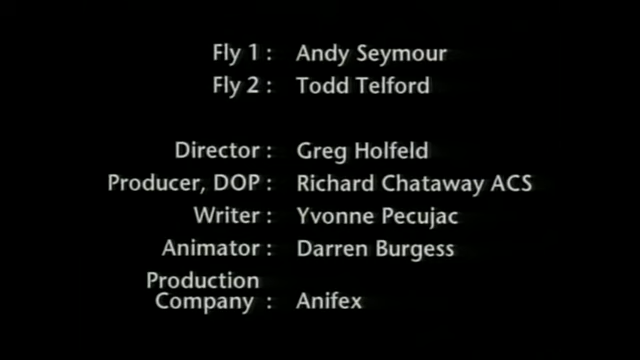 Fly 1 : Andy Seymour
Fly 2 : Todd Telford
Director : Greg Holfeld
Producer, DOP : Richard Chataway ACS
Writer : Yvonne Pecujac
Animator : Darren Burgess
Production
Company : Anifex